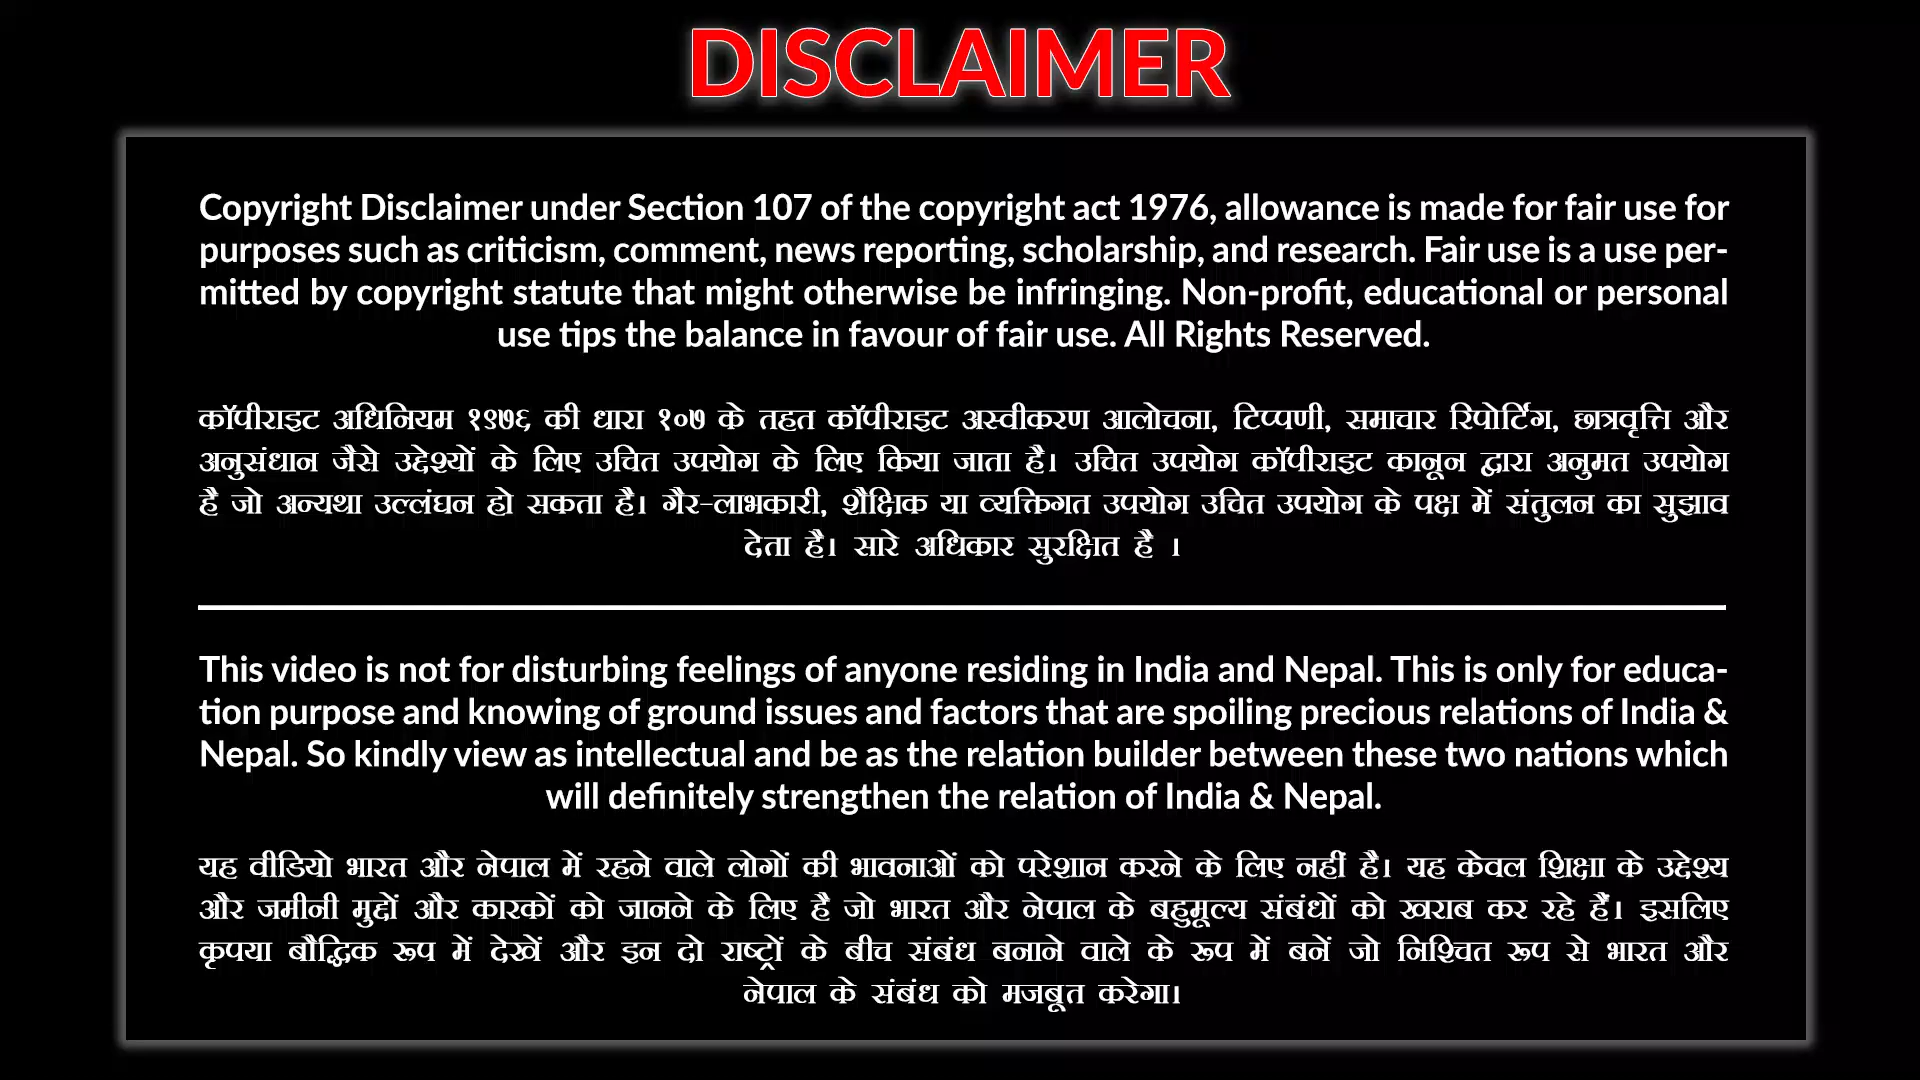 DISCLAIMER
Copyright Disclaimer under Section 107 of the copyright act 1976, allowance is made for fair use for
purposes such as criticism, comment, news reporting, scholarship, and research. Fair use is a use per-
mitted by copyright statute that might otherwise be infringing. Non-profit, educational or personal
use tips the balance in favour of fair use. All Rights Reserved.
कॉपीराइट अधिनियम १९७६ की धारा १०७ के तहत कॉपीराइट अस्वीकरण आलोचना, टिप्पणी, समाचार रिपोर्टिंग, छात्रवृत्ति और
अनुसंधान जैसे उद्देश्यों के लिए उचित उपयोग के लिए किया जाता है। उचित उपयोग कॉपीराइट कानून द्वारा अनुमत उपयोग
है जो अन्यथा उल्लंघन हो सकता है। गैर-लाभकारी, शैक्षिक या व्यक्तिगत उपयोग उचित उपयोग के पक्ष में संतुलन का सुझाव
देता है। सारे अधिकार सुरक्षित है ।
This video is not for disturbing feelings of anyone residing in India and Nepal. This is only for educa-
tion purpose and knowing of ground issues and factors that are spoiling precious relations of India &
Nepal. So kindly view as intellectual and be as the relation builder between these two nations which
will definitely strengthen the relation of India & Nepal.
यह वीडियो भारत और नेपाल में रहने वाले लोगों की भावनाओं को परेशान करने के लिए नहीं है। यह केवल शिक्षा के उद्देश्य
और जमीनी मुद्दों और कारकों को जानने के लिए है जो भारत और नेपाल के बहुमूल्य संबंधों को खराब कर रहे हैं। इसलिए
कृपया बौद्धिक रूप में देखें और इन दो राष्ट्रों के बीच संबंध बनाने वाले के रूप में बनें जो निश्चित रूप से भारत और
नेपाल के संबंध को मजबूत करेगा।